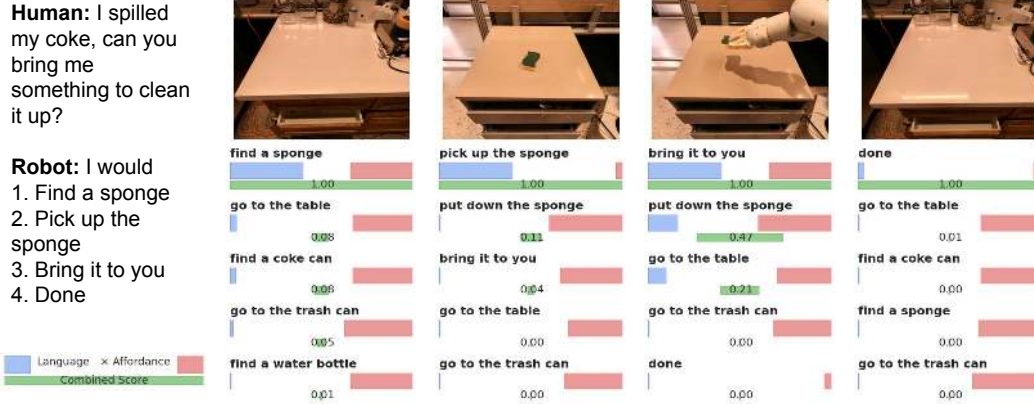 Human: I spilled
my coke, can you
bring me
something to clean
it up?
Robot: I would
1. Find a sponge
2. Pick up the
sponge
3. Bring it to you
4. Done
Language × Affordance
Combined Score
find a sponge
1.00
go to the table
0.08
find a coke can
0.08
go to the trash can
0.05
find a water bottle
0.01
pick up the sponge
1.00
put down the sponge
0.11
bring it to you
0.04
go to the table
0.00
go to the trash can
0.00
bring it to you
1.00
put down the sponge
0.47
go to the table
0.21
go to the trash can
0.00
done
0.00
done
1.00
go to the table
0.01
find a coke can
0.00
find a sponge
0.00
go to the trash can
0.00